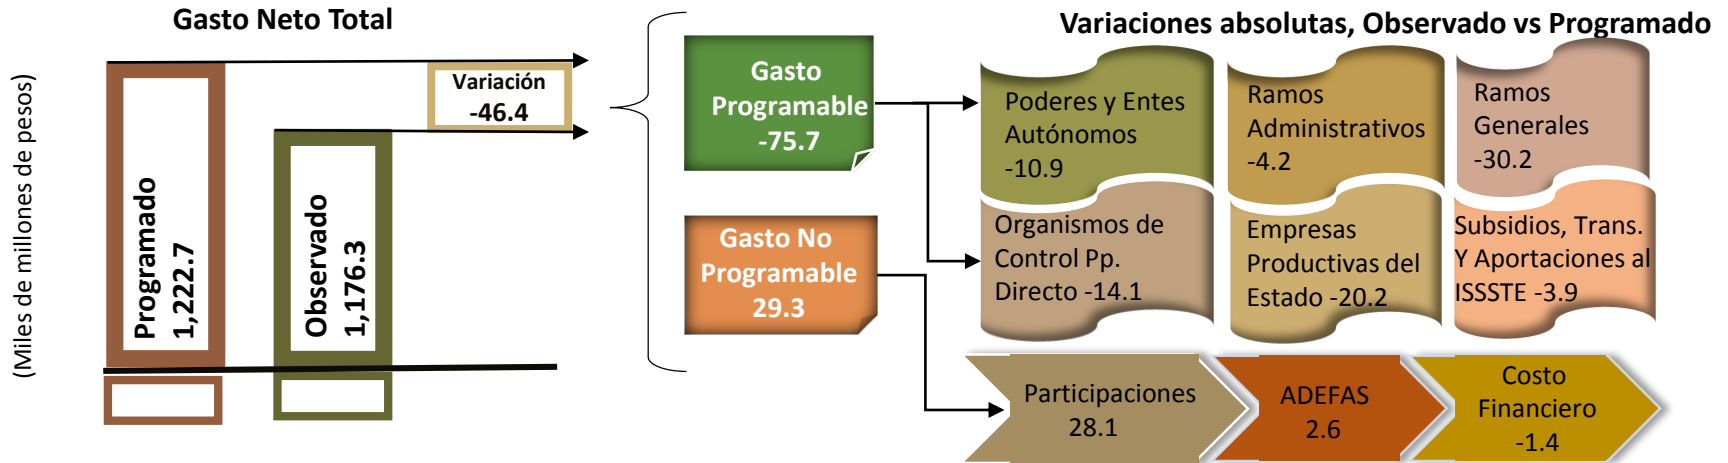 Gasto Neto Total
(Miles de millones de pesos)
Programado
1,222.7
Observado
1,176.3
Variación
-46.4
Gasto
Programable
-75.7
Gasto No
Programable
29.3
Variaciones absolutas, Observado vs Programado
Poderes y Entes
Autónomos
-10.9
Ramos
Administrativos
-4.2
Ramos
Generales
-30.2
Organismos de
Control Pp.
Directo -14.1
Empresas
Productivas del
Estado -20.2
Subsidios, Trans.
Y Aportaciones al
ISSSTE -3.9
Participaciones
28.1
ADEFAS
2.6
Costo
Financiero
-1.4